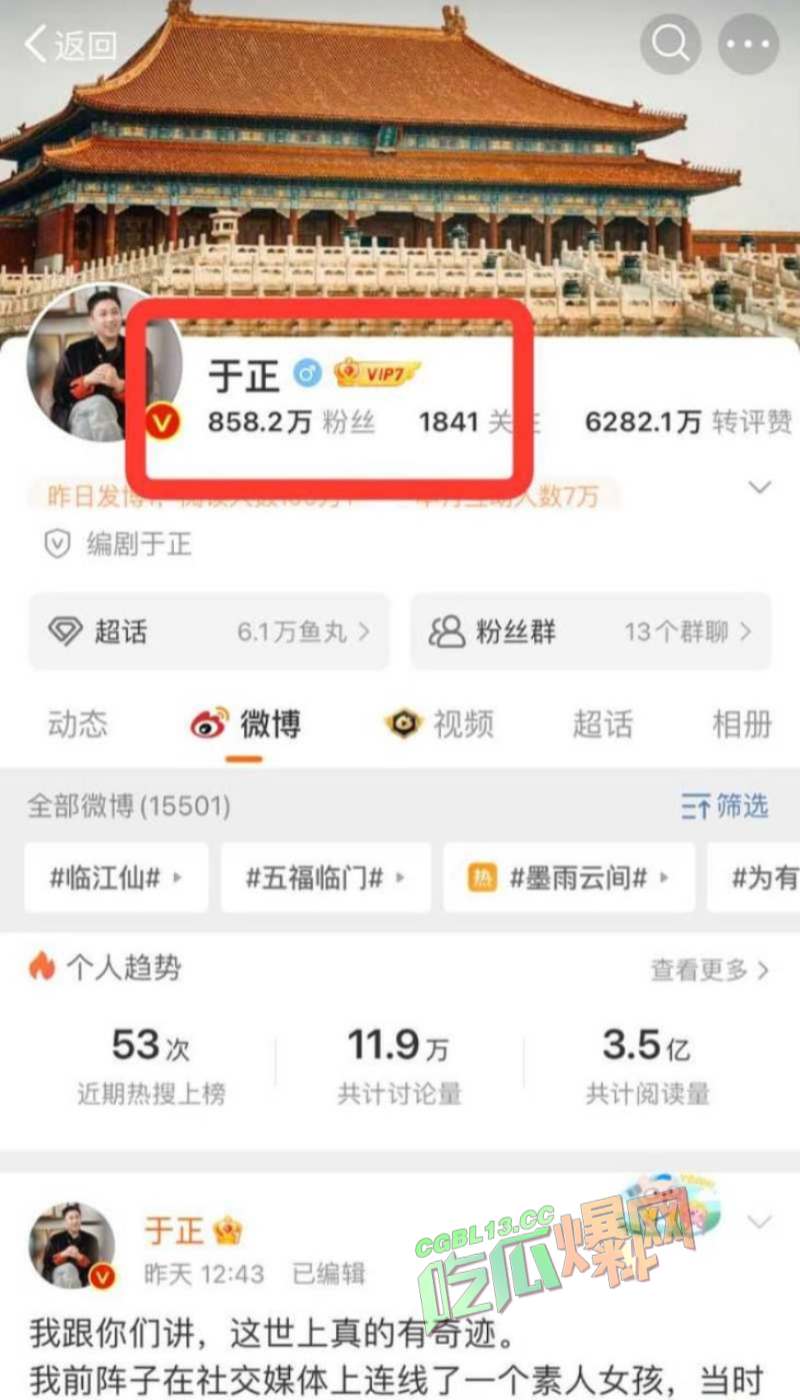 返回
于正 VIP7
858.2万 粉丝 1841 关注 6282.1万 转评赞
昨日发博1,
人数7万
编剧于正
超话 6.1万鱼丸 粉丝群 13个群聊
动态 微博 视频 超话 相册
全部微博(15501) 筛选
#临江仙# #五福临门# 热 #墨雨云间# #为有
个人趋势 查看更多
53次 11.9万 3.5亿
近期热搜上榜 共计讨论量 共计阅读量
于正
昨天 12:43 已编辑
CGBL13.CC
吃瓜爆网
我跟你们讲，这世上真的有奇迹。
我前阵子在社交媒体上连线了一个素人女孩，当时